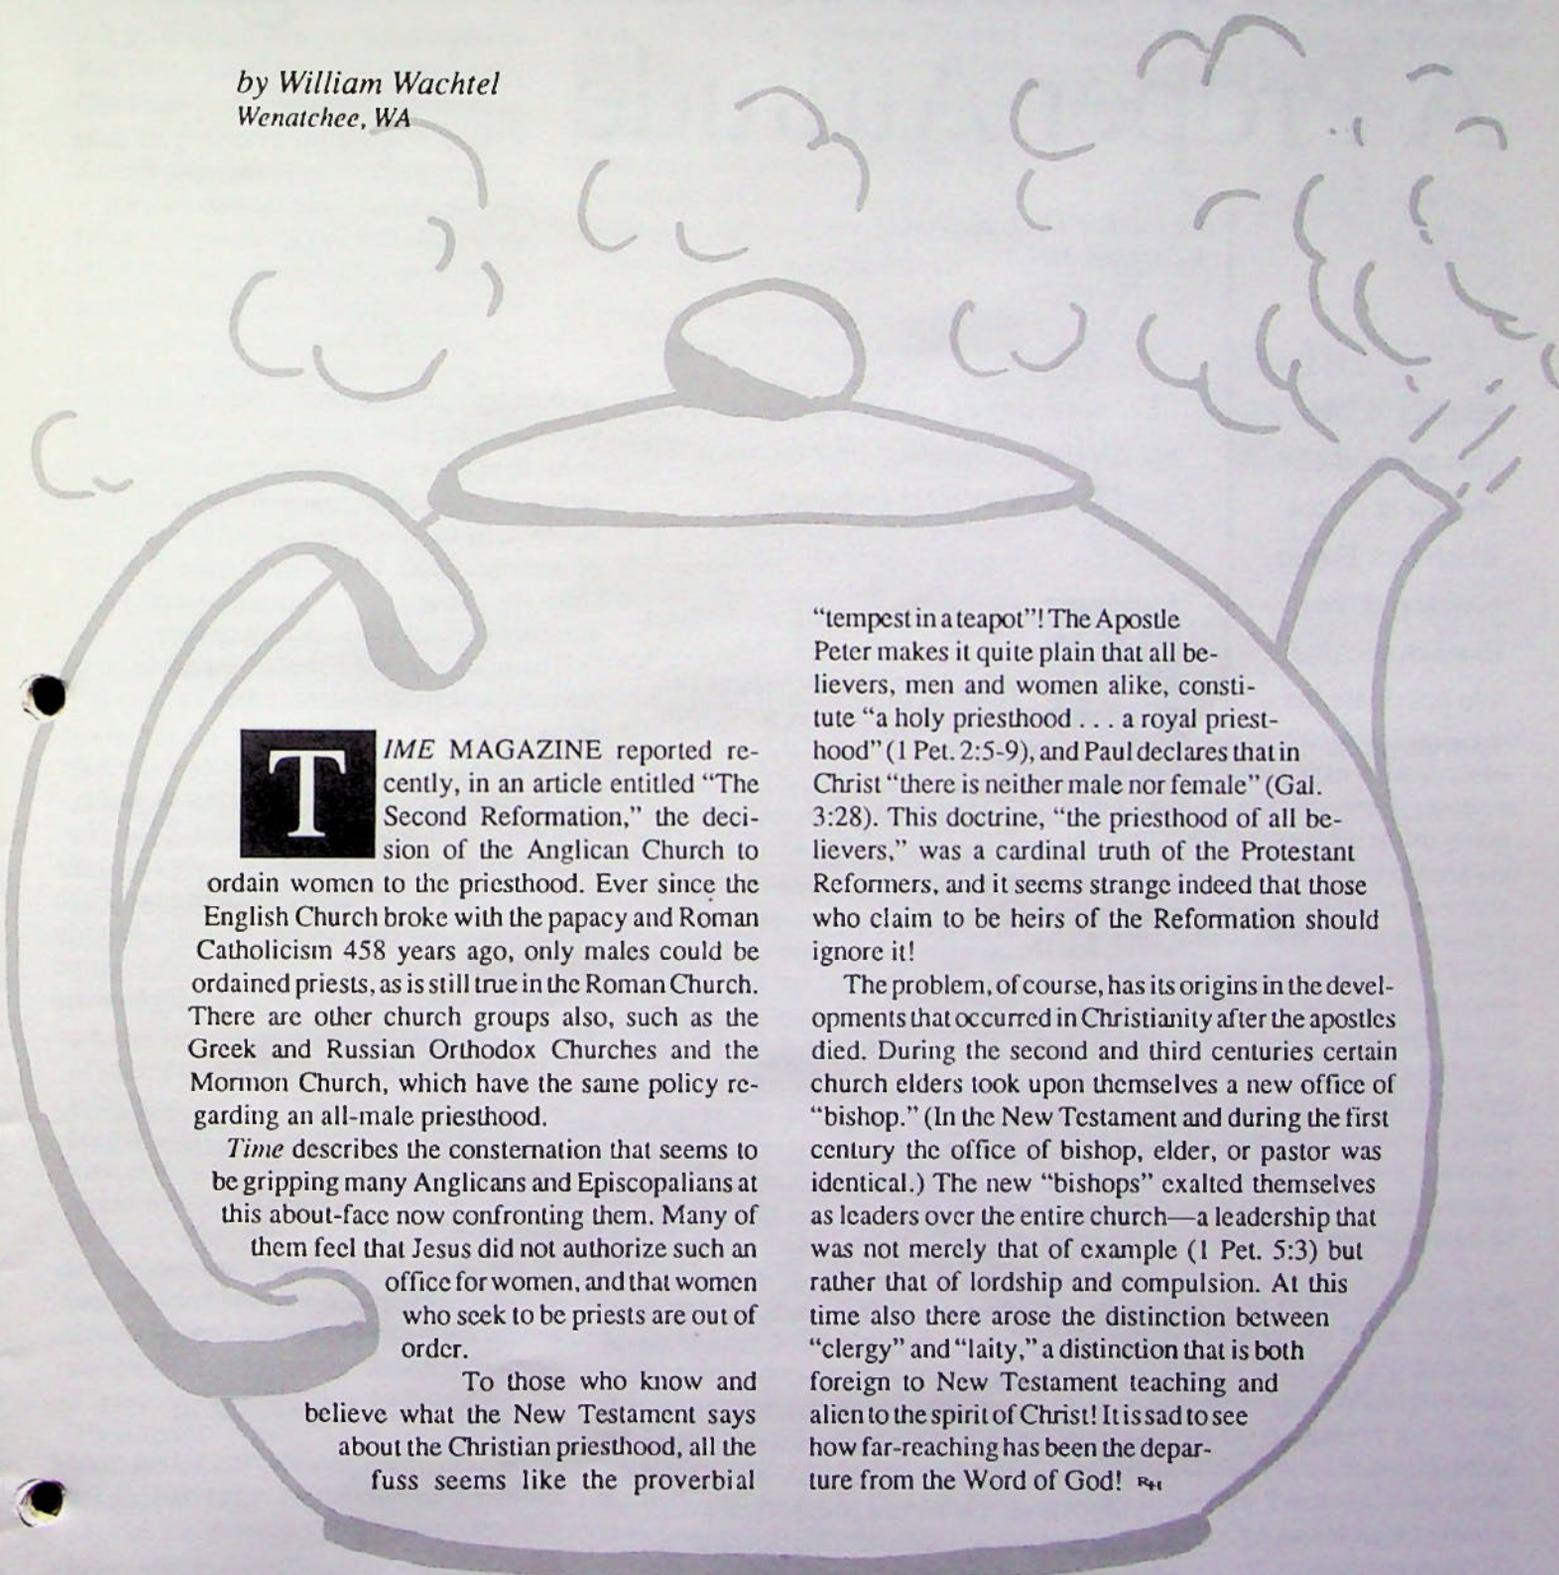 by William Wachtel
Wenatchee, WA
TIME MAGAZINE reported re-
cently, in an article entitled “The
Second Reformation,” the deci-
sion of the Anglican Church to
ordain women to the priesthood. Ever since the
English Church broke with the papacy and Roman
Catholicism 458 years ago, only males could be
ordained priests, as is still true in the Roman Church.
There are other church groups also, such as the
Greek and Russian Orthodox Churches and the
Mormon Church, which have the same policy re-
garding an all-male priesthood.
Time describes the consternation that seems to
be gripping many Anglicans and Episcopalians at
this about-face now confronting them. Many of
them feel that Jesus did not authorize such an
office for women, and that women
who seek to be priests are out of
order.
To those who know and
believe what the New Testament says
about the Christian priesthood, all the
fuss seems like the proverbial
“tempest in a teapot”! The Apostle
Peter makes it quite plain that all be-
lievers, men and women alike, consti-
tute “a holy priesthood . . . a royal priest-
hood” (1 Pet. 2:5-9), and Paul declares that in
Christ “there is neither male nor female” (Gal.
3:28). This doctrine, “the priesthood of all be-
lievers,” was a cardinal truth of the Protestant
Reformers, and it seems strange indeed that those
who claim to be heirs of the Reformation should
ignore it!
The problem, of course, has its origins in the devel-
opments that occurred in Christianity after the apostles
died. During the second and third centuries certain
church elders took upon themselves a new office of
“bishop.” (In the New Testament and during the first
century the office of bishop, elder, or pastor was
identical.) The new “bishops” exalted themselves
as leaders over the entire church—a leadership that
was not merely that of example (1 Pet. 5:3) but
rather that of lordship and compulsion. At this
time also there arose the distinction between
“clergy” and “laity,” a distinction that is both
foreign to New Testament teaching and
alien to the spirit of Christ! It is sad to see
how far-reaching has been the depar-
ture from the Word of God! RH